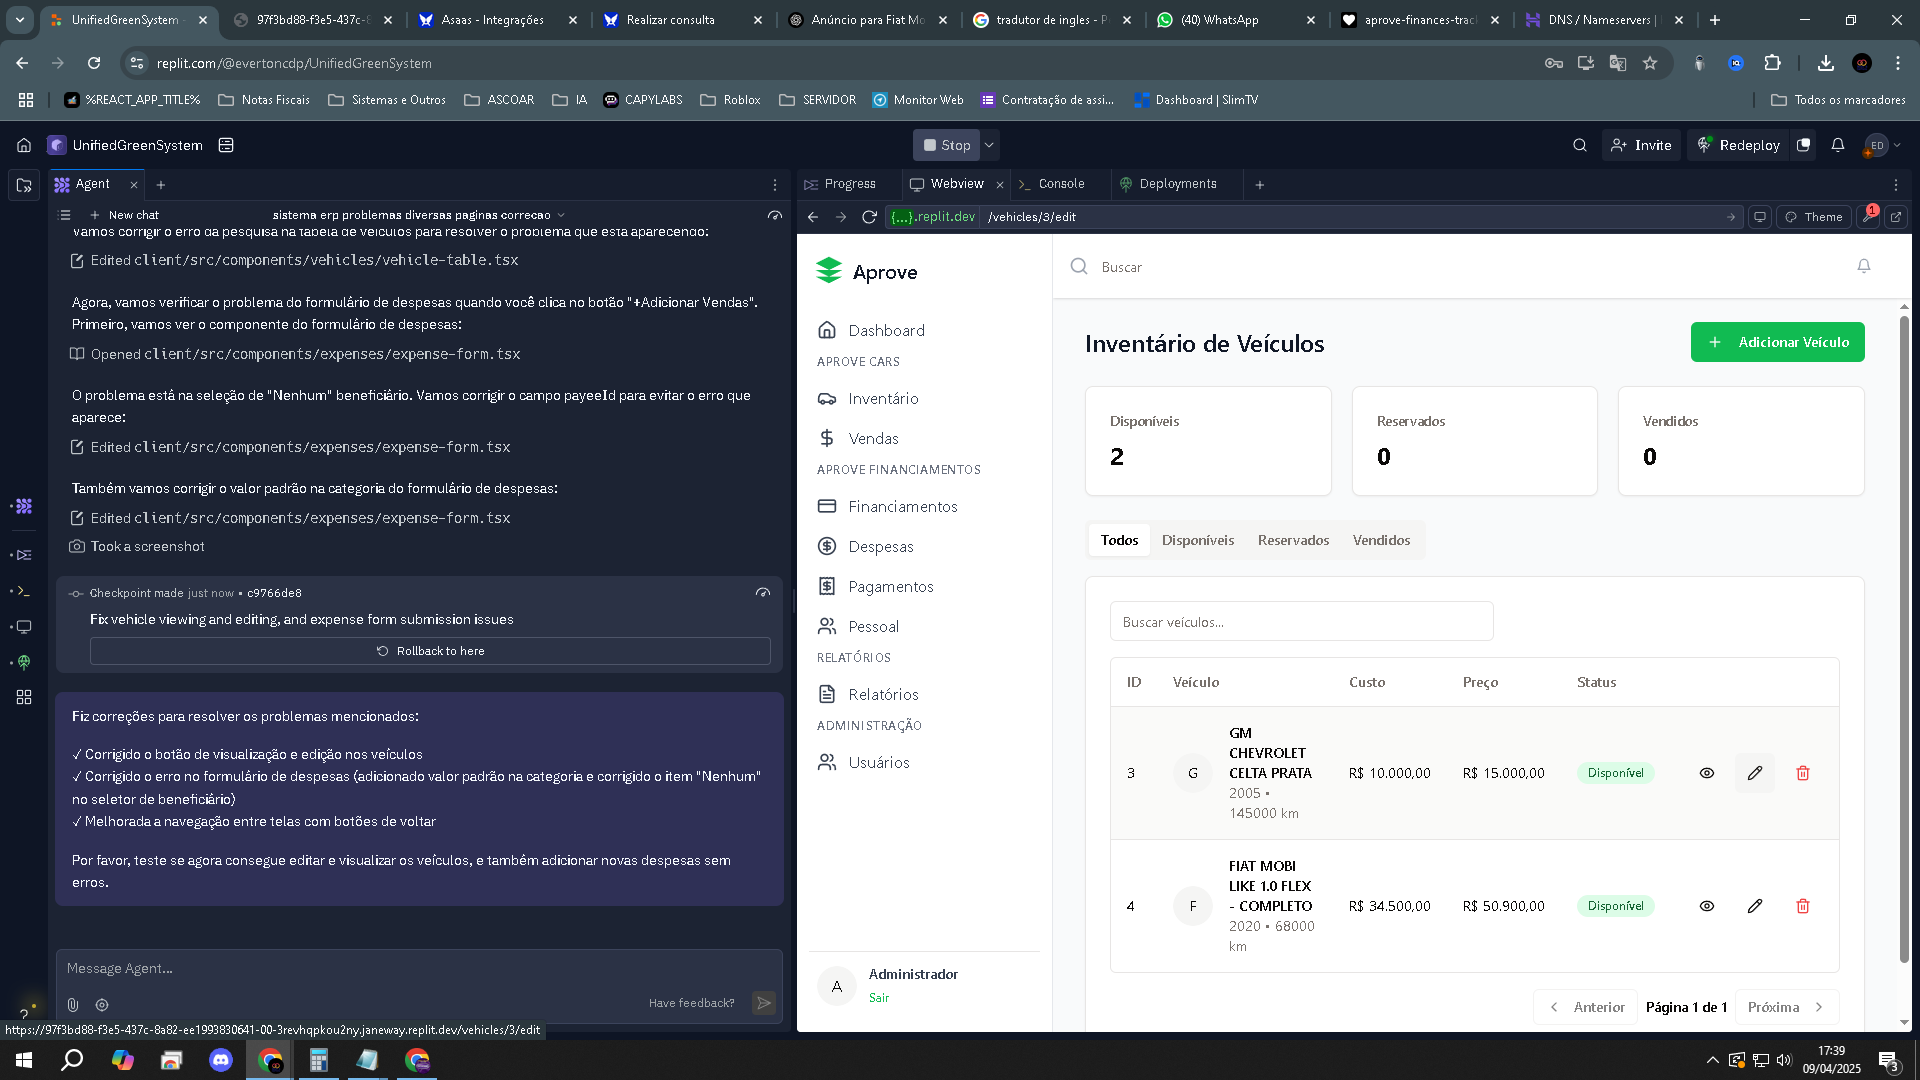 UnifiedGreenSystem -
97f3bd88-f3e5-437c-8
Asaas - Integrações
Realizar consulta
Anúncio para Fiat Mo
tradutor de ingles - Pe
(40) WhatsApp
aprove-finances-track
DNS / Nameservers |
replit.com/@evertoncdp/UnifiedGreenSystem
%REACT_APP_TITLE%
Notas Fiscais
Sistemas e Outros
ASCOAR
IA
CAPYLABS
Roblox
SERVIDOR
Monitor Web
Contratação de assi...
Dashboard | SlimTV
Todos os marcadores
UnifiedGreenSystem
Stop
Invite
Redeploy
ED
Agent
New chat
sistema erp problemas diversas paginas correcao
Vamos corrigir o erro da pesquisa na tabela de veículos para resolver o problema que está aparecendo:
Edited client/src/components/vehicles/vehicle-table.tsx
Agora, vamos verificar o problema do formulário de despesas quando você clica no botão "+Adicionar Vendas".
Primeiro, vamos ver o componente do formulário de despesas:
Opened client/src/components/expenses/expense-form.tsx
O problema está na seleção de "Nenhum" beneficiário. Vamos corrigir o campo payeeId para evitar o erro que
aparece:
Edited client/src/components/expenses/expense-form.tsx
Também vamos corrigir o valor padrão na categoria do formulário de despesas:
Edited client/src/components/expenses/expense-form.tsx
Took a screenshot
Checkpoint made just now • c9766de8
Fix vehicle viewing and editing, and expense form submission issues
Rollback to here
Fiz correções para resolver os problemas mencionados:
✓ Corrigido o botão de visualização e edição nos veículos
✓ Corrigido o erro no formulário de despesas (adicionado valor padrão na categoria e corrigido o item "Nenhum"
no seletor de beneficiário)
✓ Melhorada a navegação entre telas com botões de voltar
Por favor, teste se agora consegue editar e visualizar os veículos, e também adicionar novas despesas sem
erros.
Message Agent...
Have feedback?
https://97f3bd88-f3e5-437c-8a82-ee1993830641-00-3revhqpkou2ny.janeway.replit.dev/vehicles/3/edit
Progress
Webview
Console
Deployments
{...}.replit.dev
/vehicles/3/edit
Theme
1
Aprove
Dashboard
APROVE CARS
Inventário
Vendas
APROVE FINANCIAMENTOS
Financiamentos
Despesas
Pagamentos
Pessoal
RELATÓRIOS
Relatórios
ADMINISTRAÇÃO
Usuários
A
Administrador
Sair
Buscar
Inventário de Veículos
Adicionar Veículo
Disponíveis
2
Reservados
0
Vendidos
0
Todos
Disponíveis
Reservados
Vendidos
Buscar veículos...
ID
Veículo
Custo
Preço
Status
3
G
GM
CHEVROLET
CELTA PRATA
2005 •
145000 km
R$ 10.000,00
R$ 15.000,00
Disponível
4
F
FIAT MOBI
LIKE 1.0 FLEX
- COMPLETO
2020 • 68000
km
R$ 34.500,00
R$ 50.900,00
Disponível
Anterior
Página 1 de 1
Próxima
17:39
09/04/2025
3